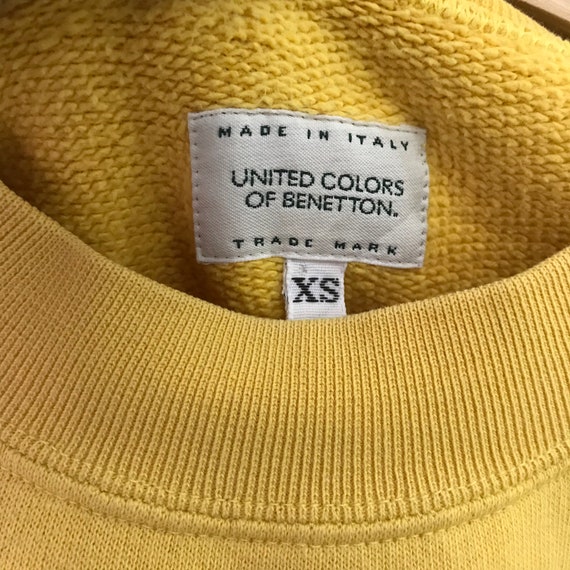 MADE IN ITALY
UNITED COLORS
OF BENETTON.
TRADE MARK
XS